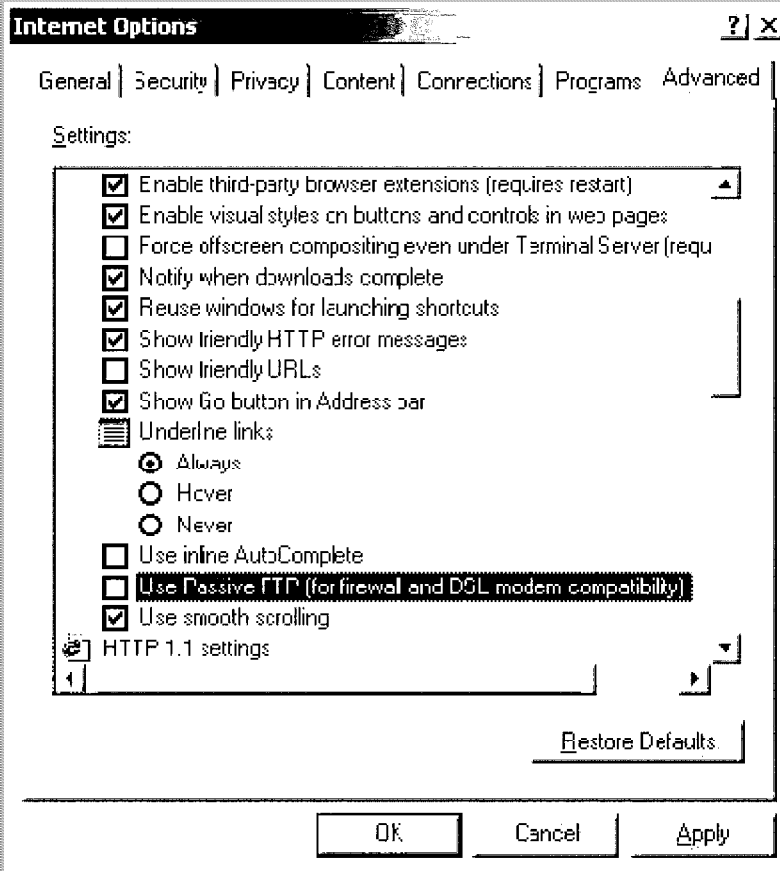 Internet Options
General Security Privacy Content Connections Programs Advanced
Settings:
Enable third-party browser extensions (requires restart)
Enable visual styles on buttons and controls in web pages
Force offscreen compositing even under Terminal Server (requ
Notify when downloads complete
Reuse windows for launching shortcuts
Show friendly HTTP error messages
Show friendly URLs
Show Go button in Address bar
Underline links
Always
Hover
Never
Use inline AutoComplete
Use Passive FTP (for firewall and DSL modem compatibility)
Use smooth scrolling
HTTP 1.1 settings
Restore Defaults
OK Cancel Apply